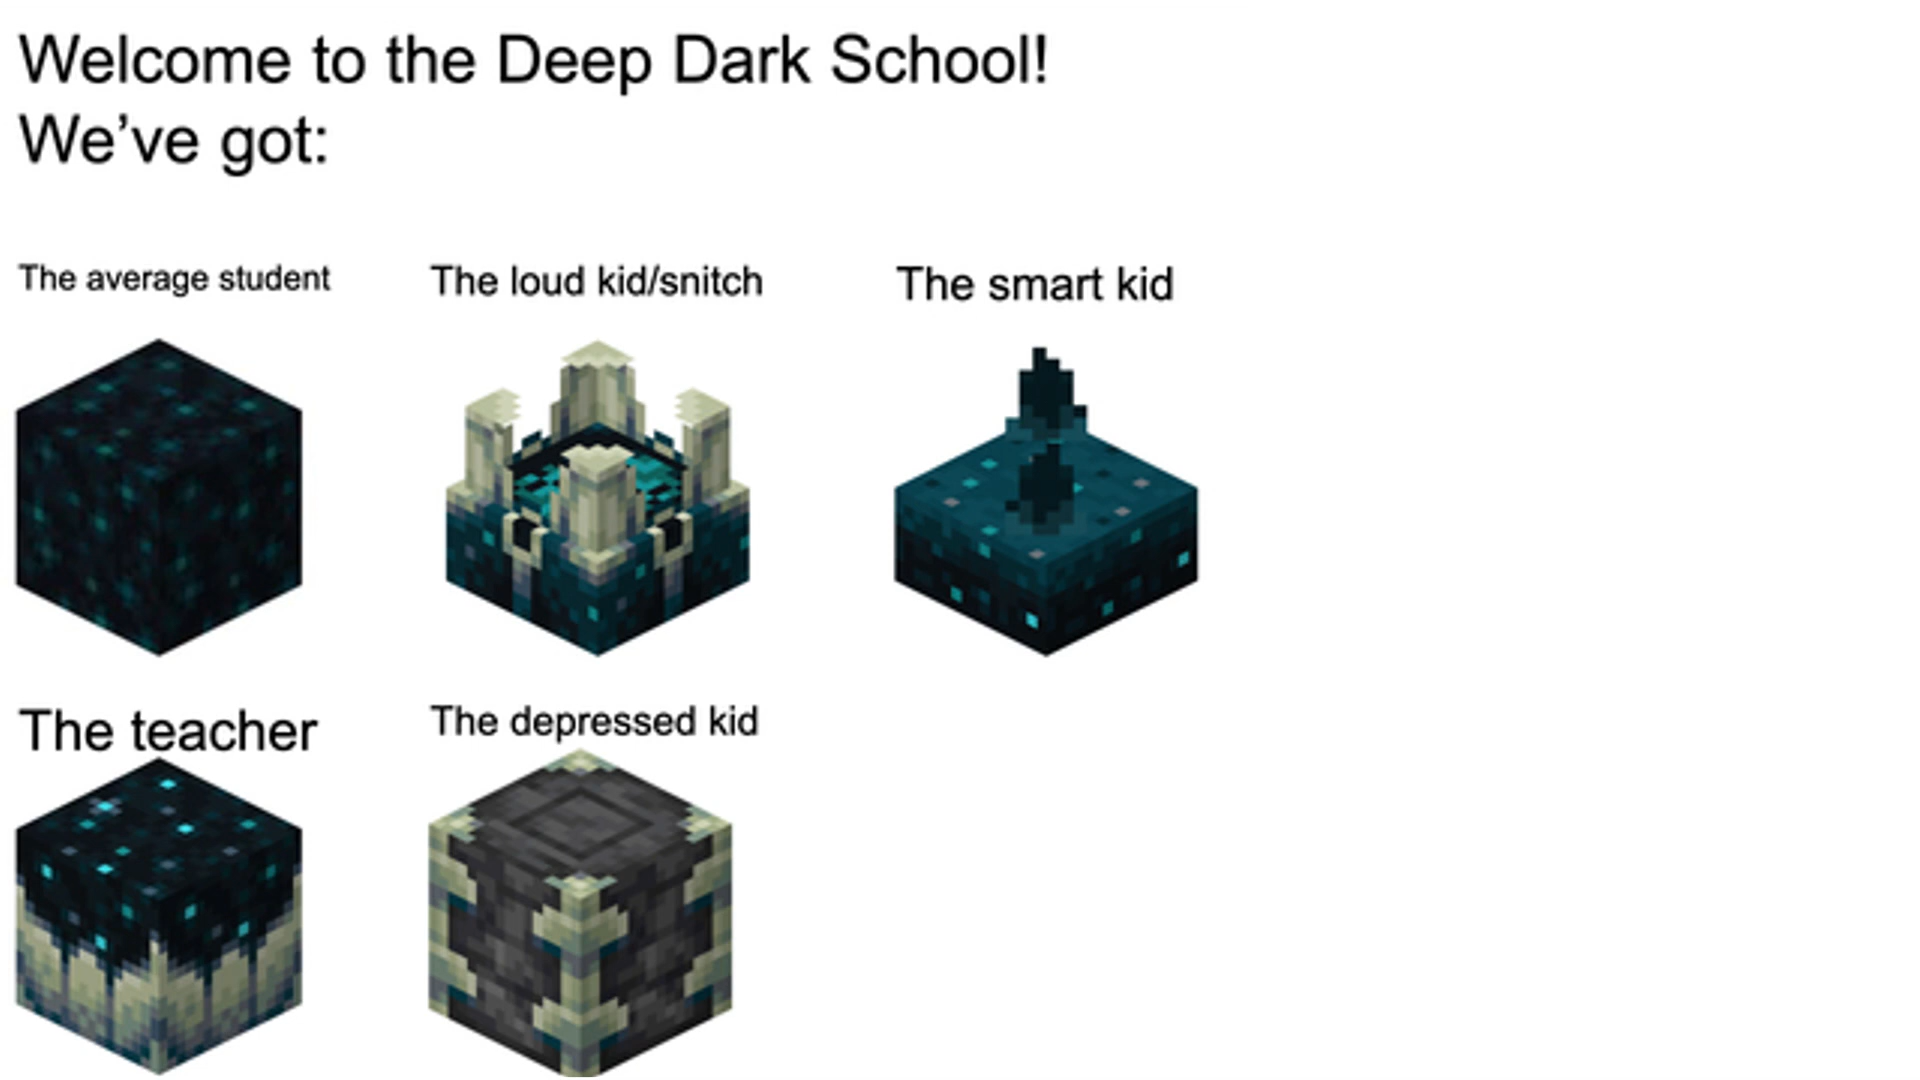 Welcome to the Deep Dark School!
We’ve got:
The average student
The loud kid/snitch
The smart kid
The teacher
The depressed kid